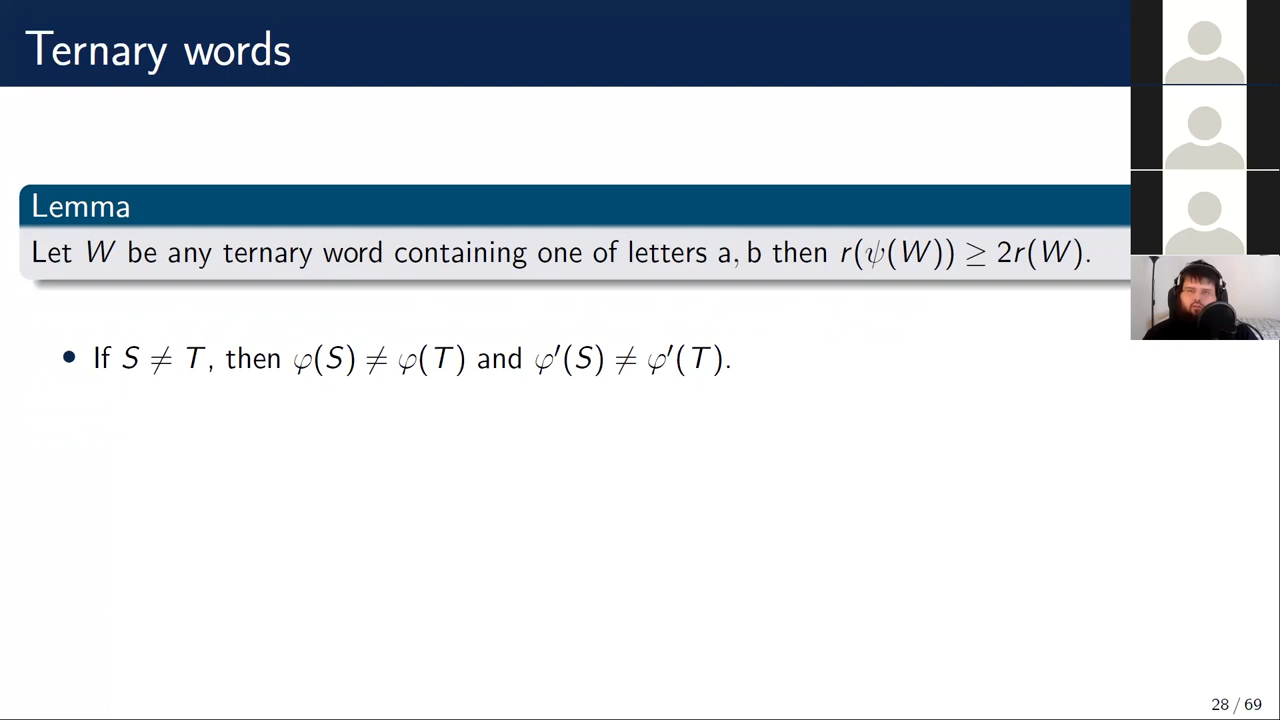 Ternary words
Lemma
Let W be any ternary word containing one of letters a, b then r(ψ(W)) ≥ 2r(W).
• If S ≠ T, then φ(S) ≠ φ(T) and φ′(S) ≠ φ′(T).
28 / 69